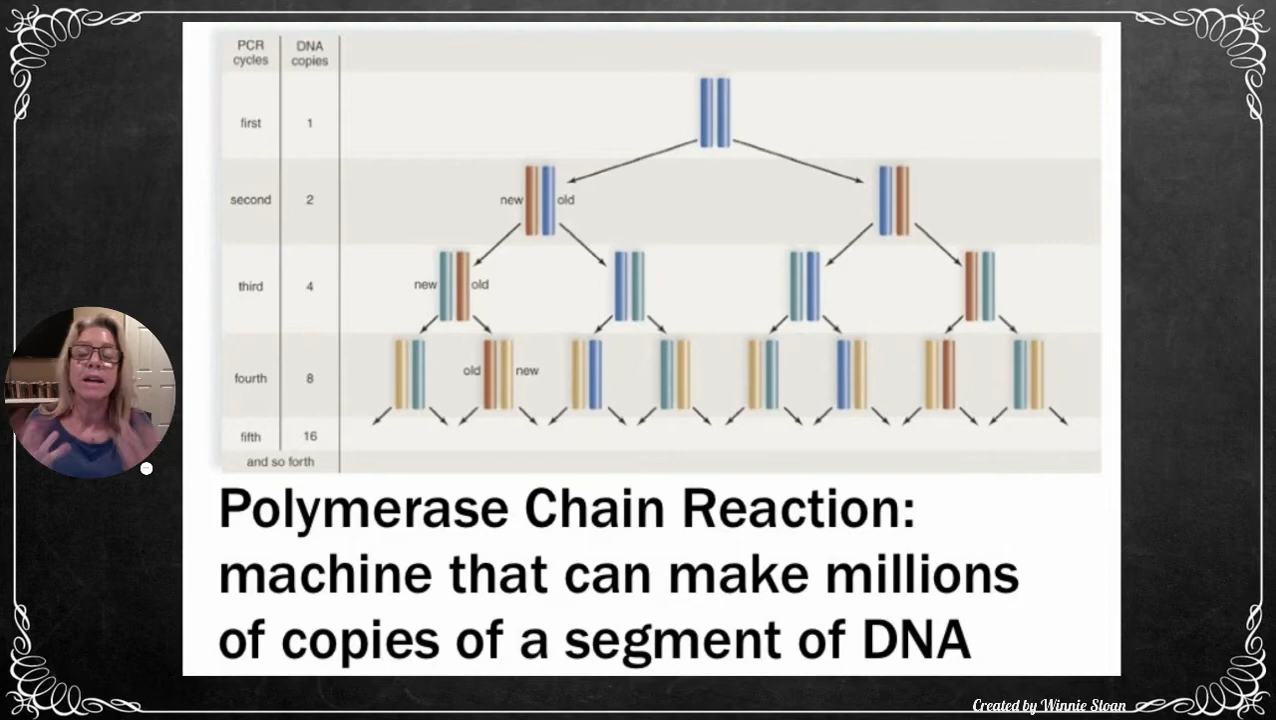 PCR cycles DNA copies
first 1
second 2 new old
third 4 new old
fourth 8 old new
fifth 16
and so forth
Polymerase Chain Reaction:
machine that can make millions
of copies of a segment of DNA
Created by Winnie Sloan